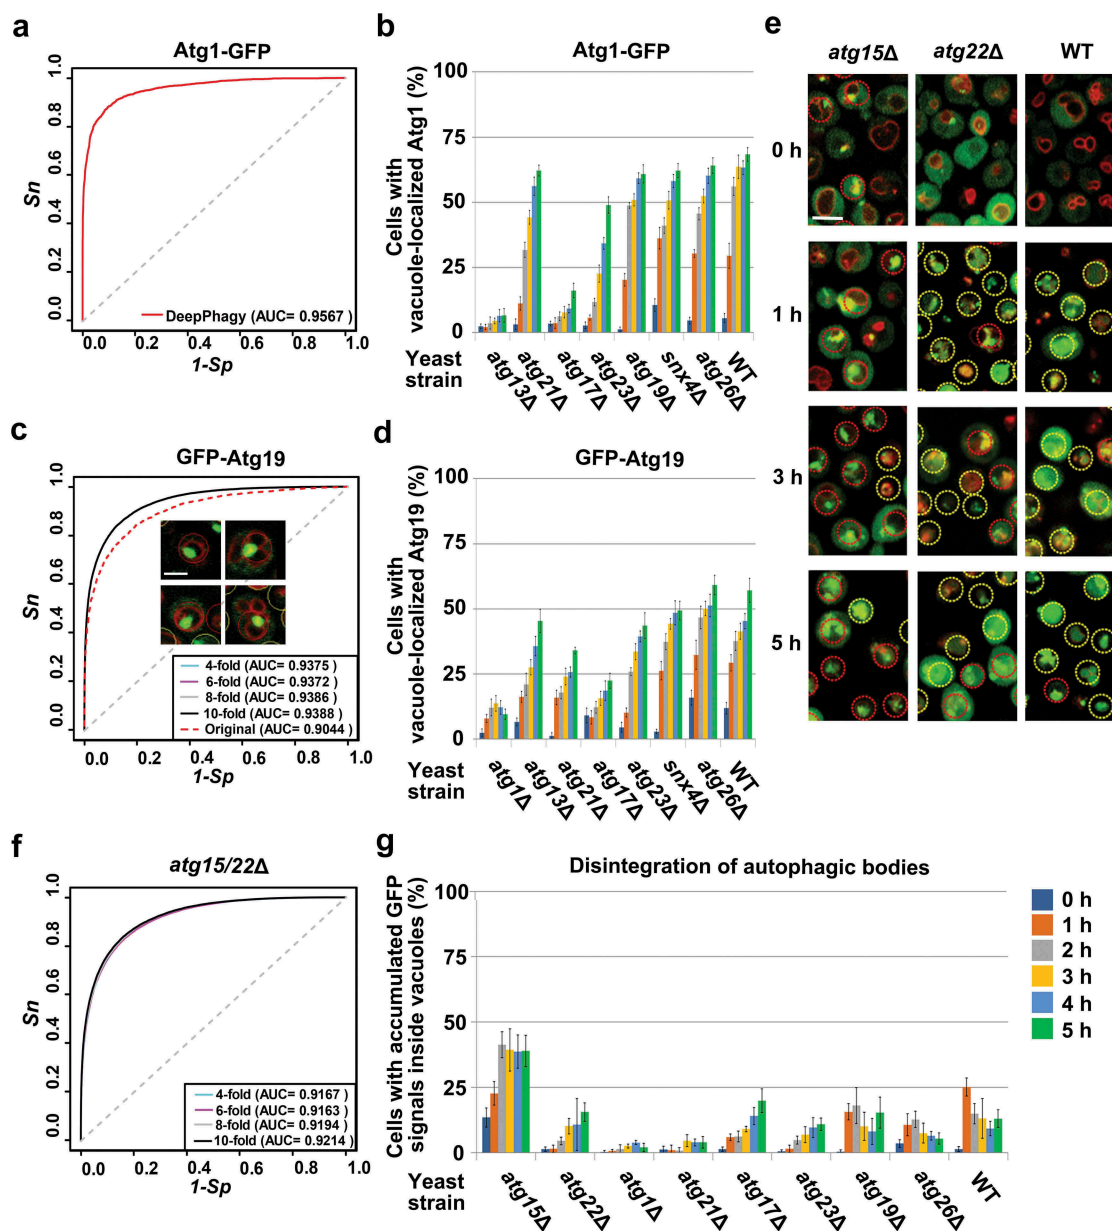 a
Atg1-GFP
Sn
0.0 0.2 0.4 0.6 0.8 1.0
DeepPhagy (AUC= 0.9567)
0.0 0.2 0.4 0.6 0.8 1
1-Sp
b
Atg1-GFP
Cells with
vacuole-localized Atg1 (%)
100
75
50
25
0
Yeast
strain
atg13Δ
atg21Δ
atg17Δ
atg23Δ
atg19Δ
snx4Δ
atg26Δ
WT
c
GFP-Atg19
Sn
0.0 0.2 0.4 0.6 0.8 1.0
4-fold (AUC= 0.9375 )
6-fold (AUC= 0.9372 )
8-fold (AUC= 0.9386 )
10-fold (AUC= 0.9388 )
Original (AUC= 0.9044 )
0.0 0.2 0.4 0.6 0.8 1.0
1-Sp
d
GFP-Atg19
Cells with
vacuole-localized Atg19 (%)
100
75
50
25
0
Yeast
strain
atg1Δ
atg13Δ
atg21Δ
atg17Δ
atg23Δ
snx4Δ
atg26Δ
WT
e
atg15Δ atg22Δ WT
0 h
1 h
3 h
5 h
f
atg15/22Δ
Sn
0.0 0.2 0.4 0.6 0.8 1.0
4-fold (AUC= 0.9167 )
6-fold (AUC= 0.9163 )
8-fold (AUC= 0.9194 )
10-fold (AUC= 0.9214 )
0.0 0.2 0.4 0.6 0.8 1
1-Sp
g
Disintegration of autophagic bodies
Cells with accumulated GFP
signals inside vacuoles (%)
100
75
50
25
0
Yeast
strain
atg15Δ
atg22Δ
atg1Δ
atg21Δ
atg17Δ
atg23Δ
atg19Δ
atg26Δ
WT
0 h
1 h
2 h
3 h
4 h
5 h